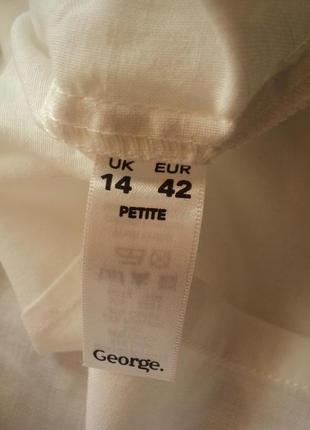 UK EUR
14 42
PETITE
George.